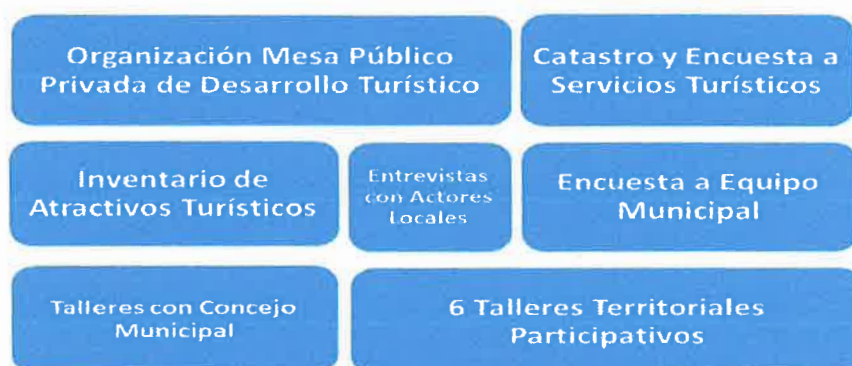 Organización Mesa Público
Privada de Desarrollo Turístico
Catastro y Encuesta a
Servicios Turísticos
Inventario de
Atractivos Turísticos
Entrevistas
con Actores
Locales
Encuesta a Equipo
Municipal
Talleres con Concejo
Municipal
6 Talleres Territoriales
Participativos